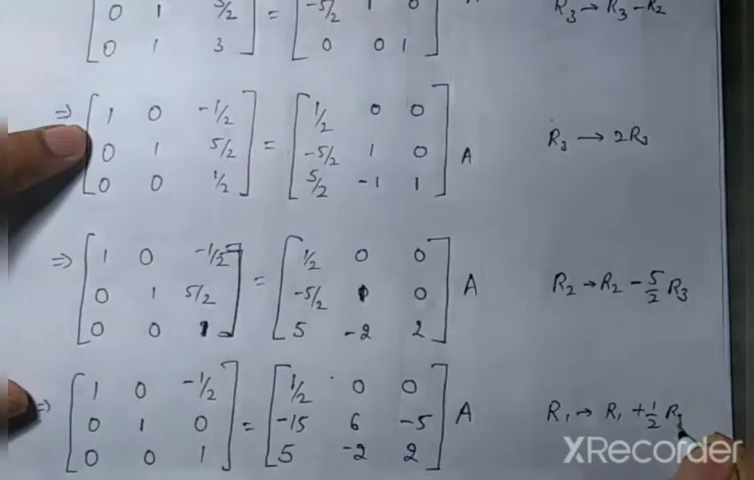 0 1 5/2 = -5/2 1 0 R3 → R3 - R2
0 1 3 0 0 1
⇒ 1 0 -1/2 1/2 0 0
0 1 5/2 = -5/2 1 0 A R3 → 2R3
0 0 1/2 5/2 -1 1
⇒ 1 0 -1/2 1/2 0 0
0 1 5/2 = -5/2 1 0 A R2 → R2 - 5/2 R3
0 0 1 5 -2 2
⇒ 1 0 -1/2 1/2 0 0
0 1 0 = -15 6 -5 A R1 → R1 + 1/2 R
0 0 1 5 -2 2
XRecorder